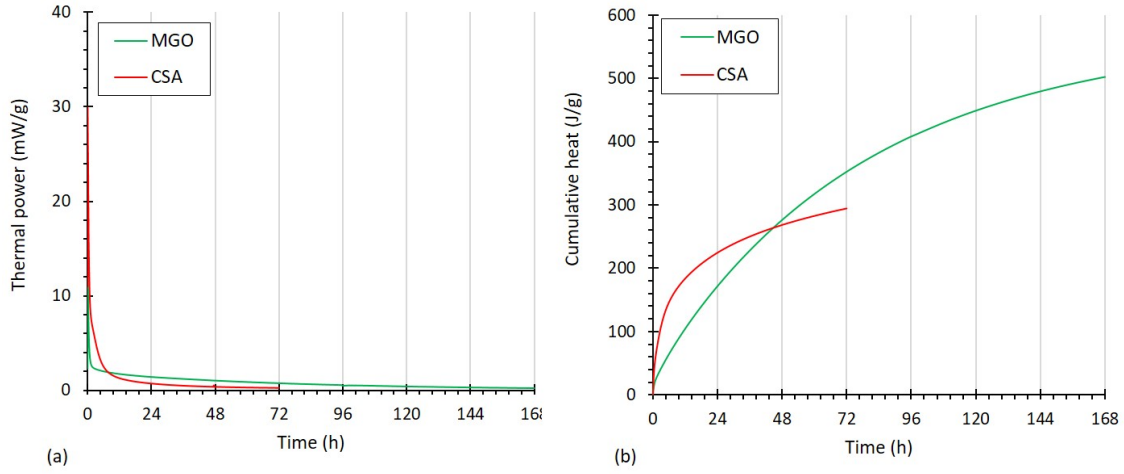 40
30
20
10
0
Thermal power (mW/g)
MGO
CSA
0 24 48 72 96 120 144 168
Time (h)
(a)
600
500
400
300
200
100
0
Cumulative heat (J/g)
MGO
CSA
0 24 48 72 96 120 144 168
Time (h)
(b)